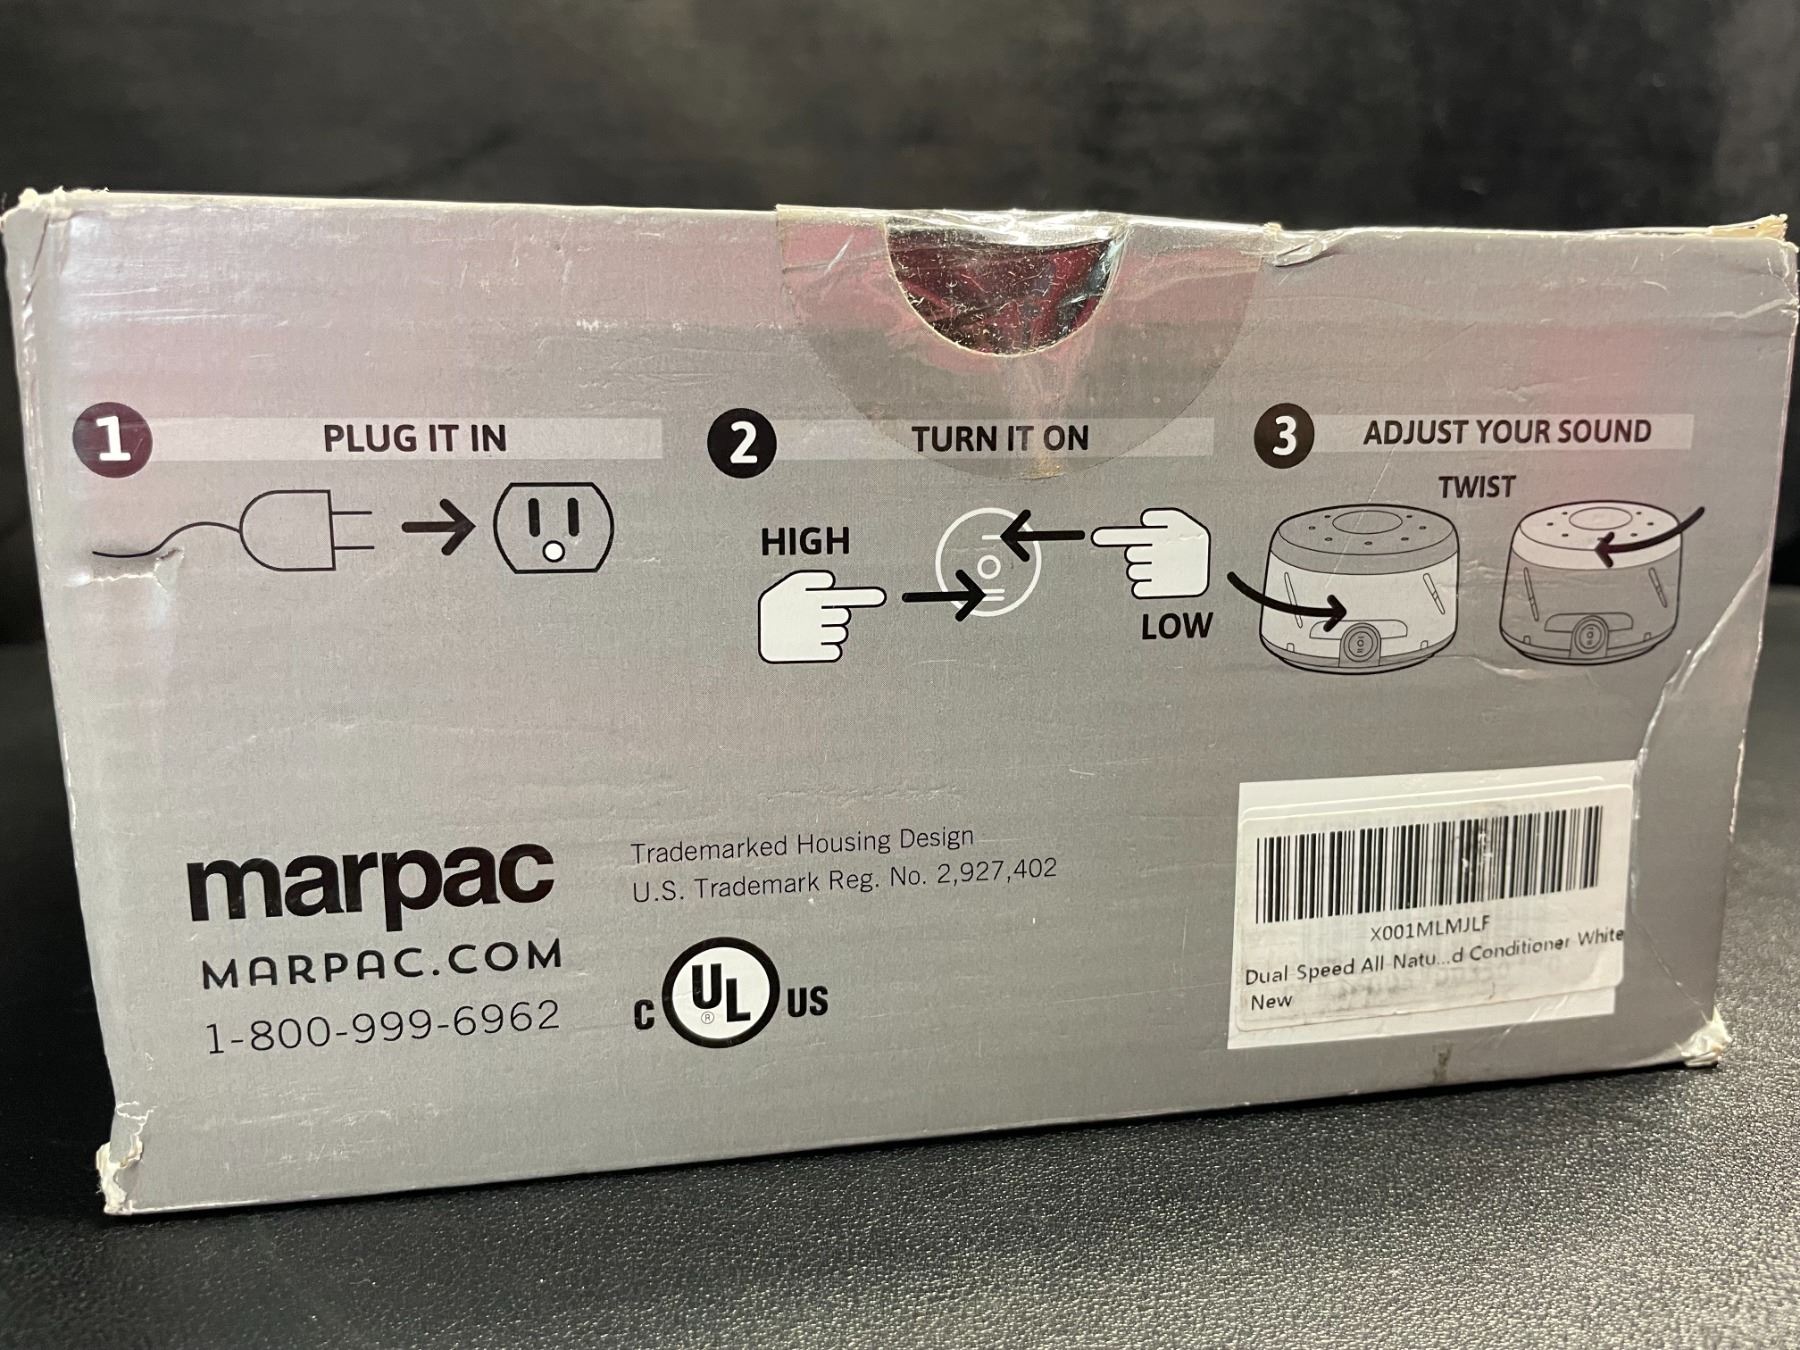 1 PLUG IT IN
2 TURN IT ON
HIGH
LOW
3 ADJUST YOUR SOUND
TWIST
marpac
MARPAC.COM
1-800-999-6962
Trademarked Housing Design
U.S. Trademark Reg. No. 2,927,402
C UL ® US
X001MLMJLF
Dual Speed All Natu...d Conditioner White
New